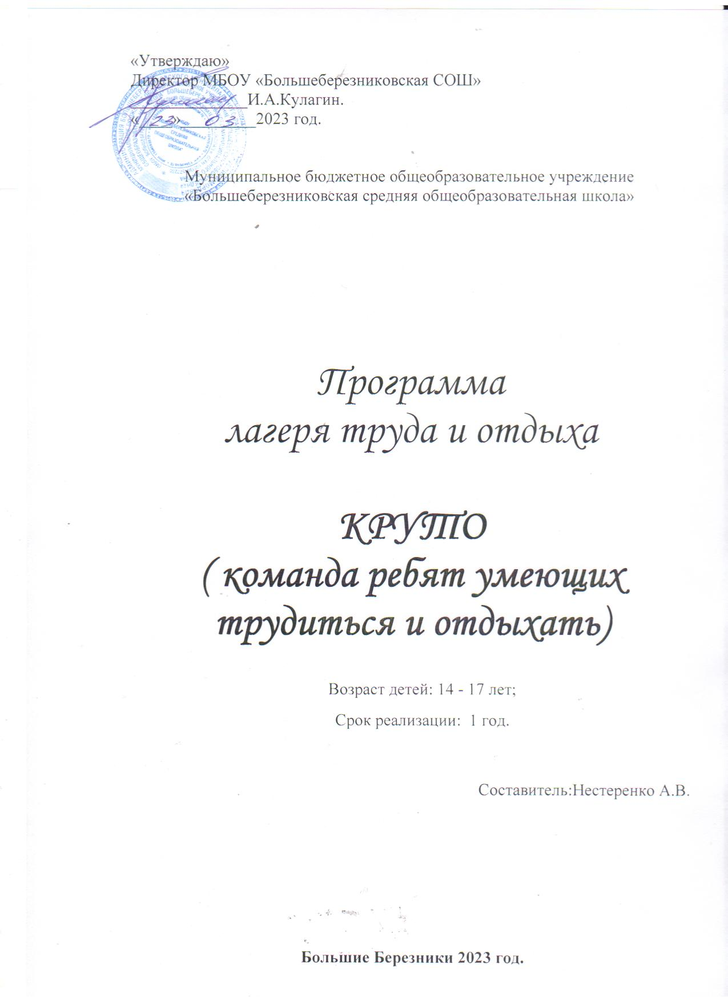 «Утверждаю»
Директор МБОУ «Большеберезниковская СОШ»
И.А.Кулагин.
«23» 03 2023 год.
Муниципальное бюджетное общеобразовательное учреждение
«Большеберезниковская средняя общеобразовательная школа»
Программа
лагеря труда и отдыха
КРУТО
( команда ребят умеющих
трудиться и отдыхать)
Возраст детей: 14 - 17 лет;
Срок реализации: 1 год.
Составитель:Нестеренко А.В.
Большие Березники 2023 год.